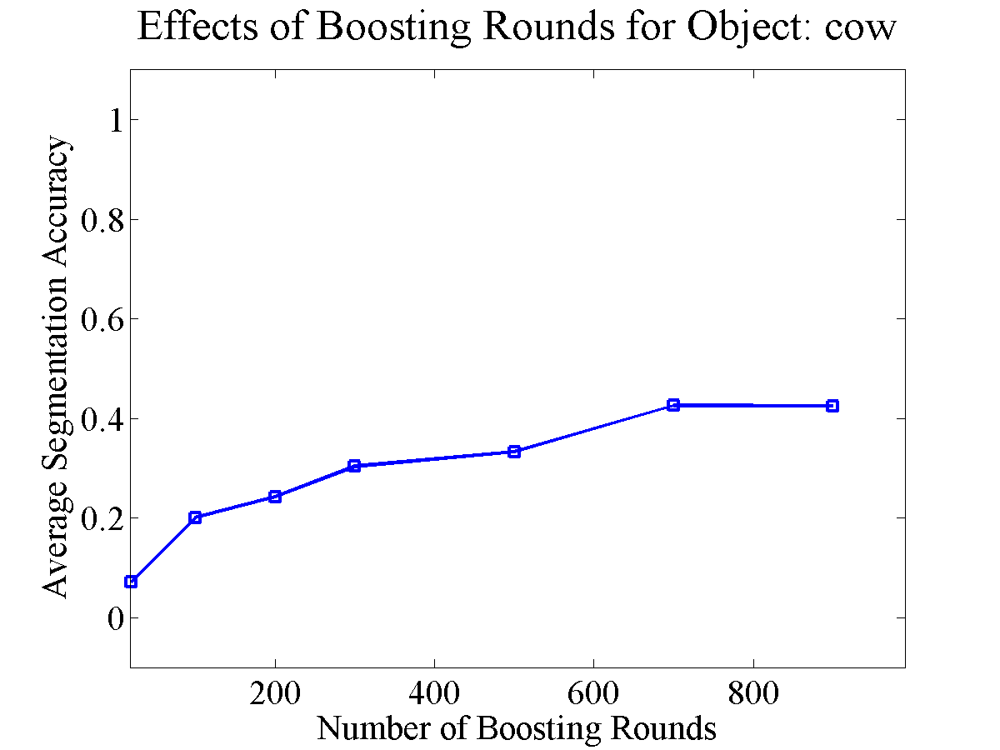 Effects of Boosting Rounds for Object: cow
1
0.8
0.6
0.4
0.2
0
Average Segmentation Accuracy
200 400 600 800
Number of Boosting Rounds